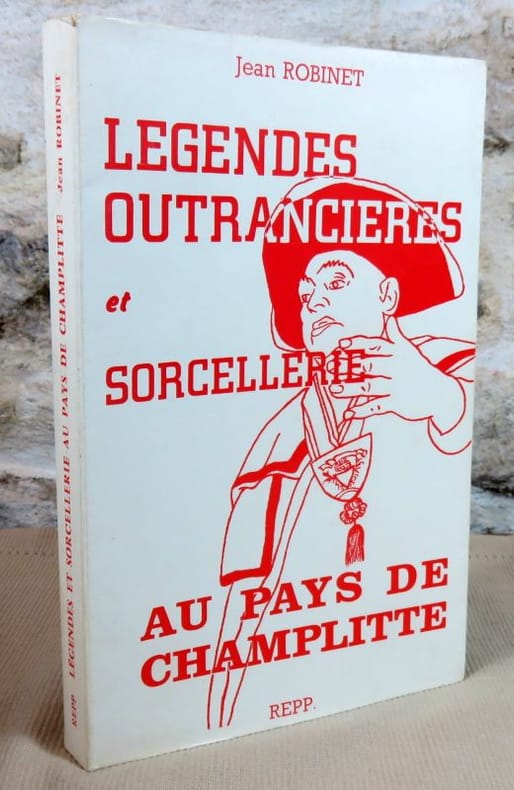 Jean ROBINET
LEGENDES
OUTRANCIERES
et
SORCELLERIE
AU PAYS DE
CHAMPLITTE
REPP.
REPP. LEGENDES ET SORCELLERIE AU PAYS DE CHAMPLITTE Jean ROBINET